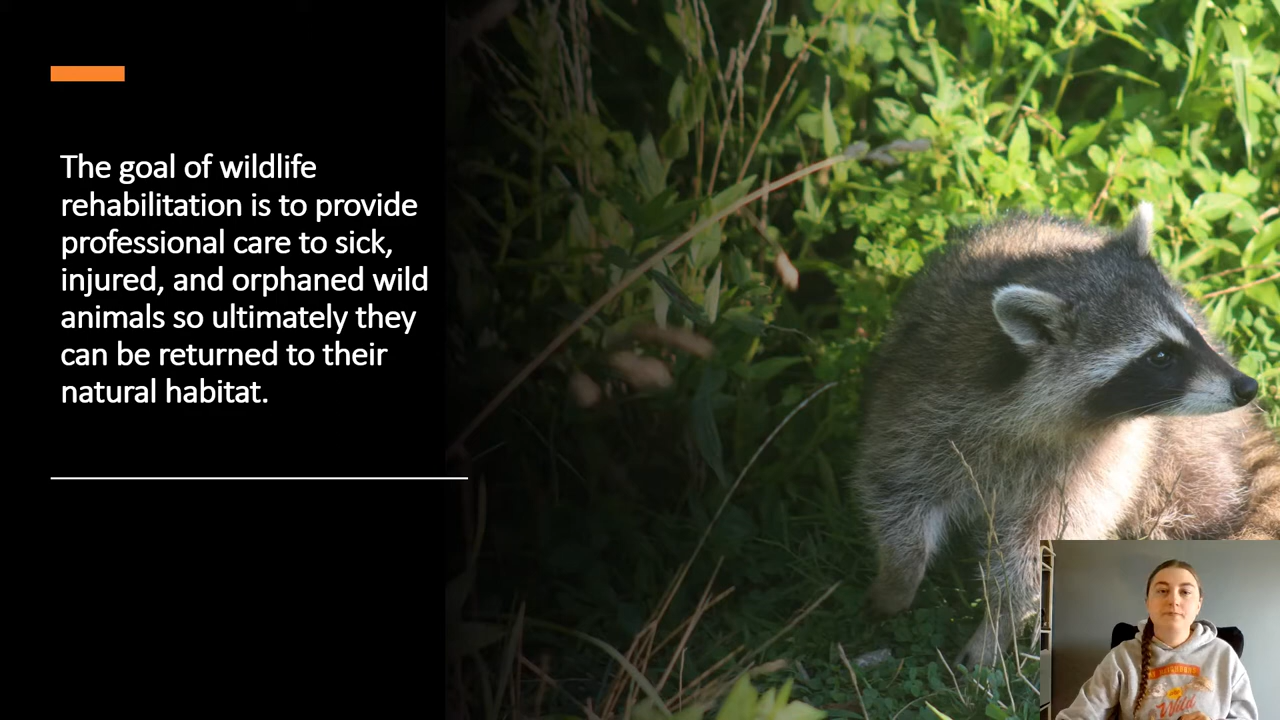 The goal of wildlife
rehabilitation is to provide
professional care to sick,
injured, and orphaned wild
animals so ultimately they
can be returned to their
natural habitat.
Wild